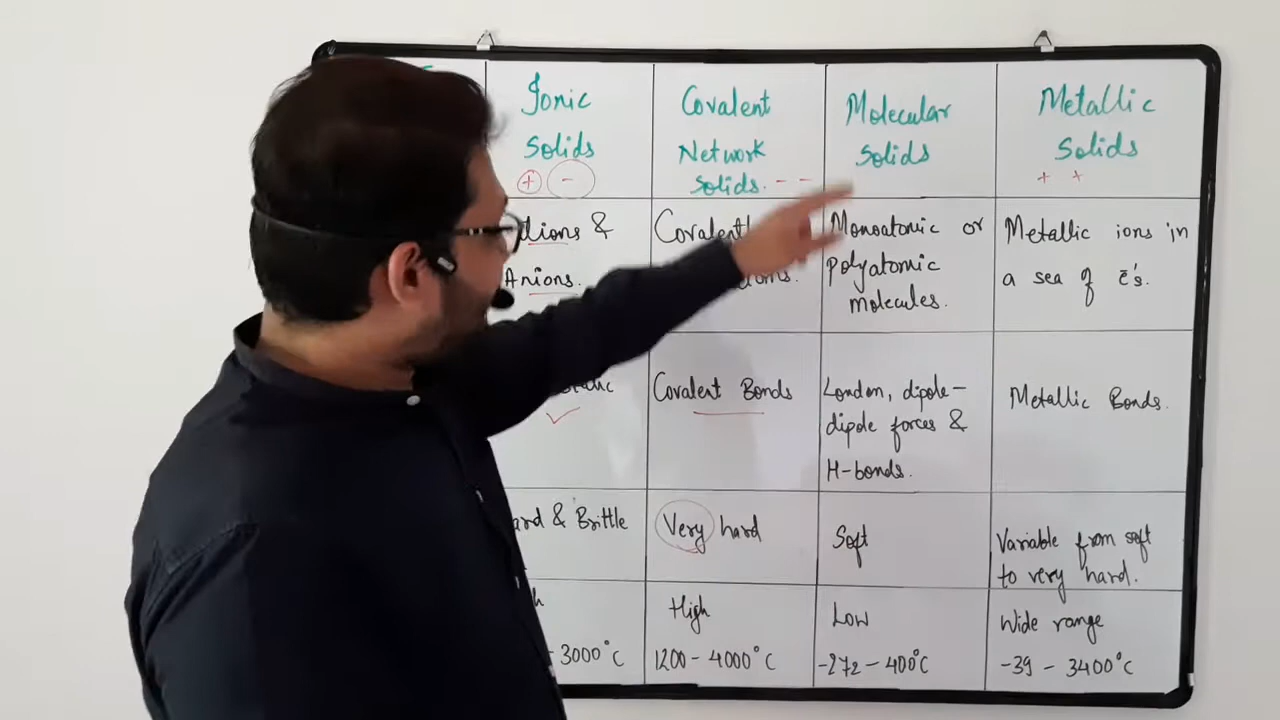 Ionic
Solids
+ -
Covalent
Network
Solids. - -
Molecular
Solids
Metallic
Solids
+ +
&
Anions.
Monoatomic or
polyatomic
molecules.
Metallic ions in
a sea of ē's.
Covalent Bonds
London, dipole-
dipole forces &
H-bonds.
Metallic Bonds.
& Brittle
Very hard
Soft
Variable from soft
to very hard.
- 3000°C
High
1200 - 4000°C
Low
-272 - 400°C
Wide range
-39 - 3400°C